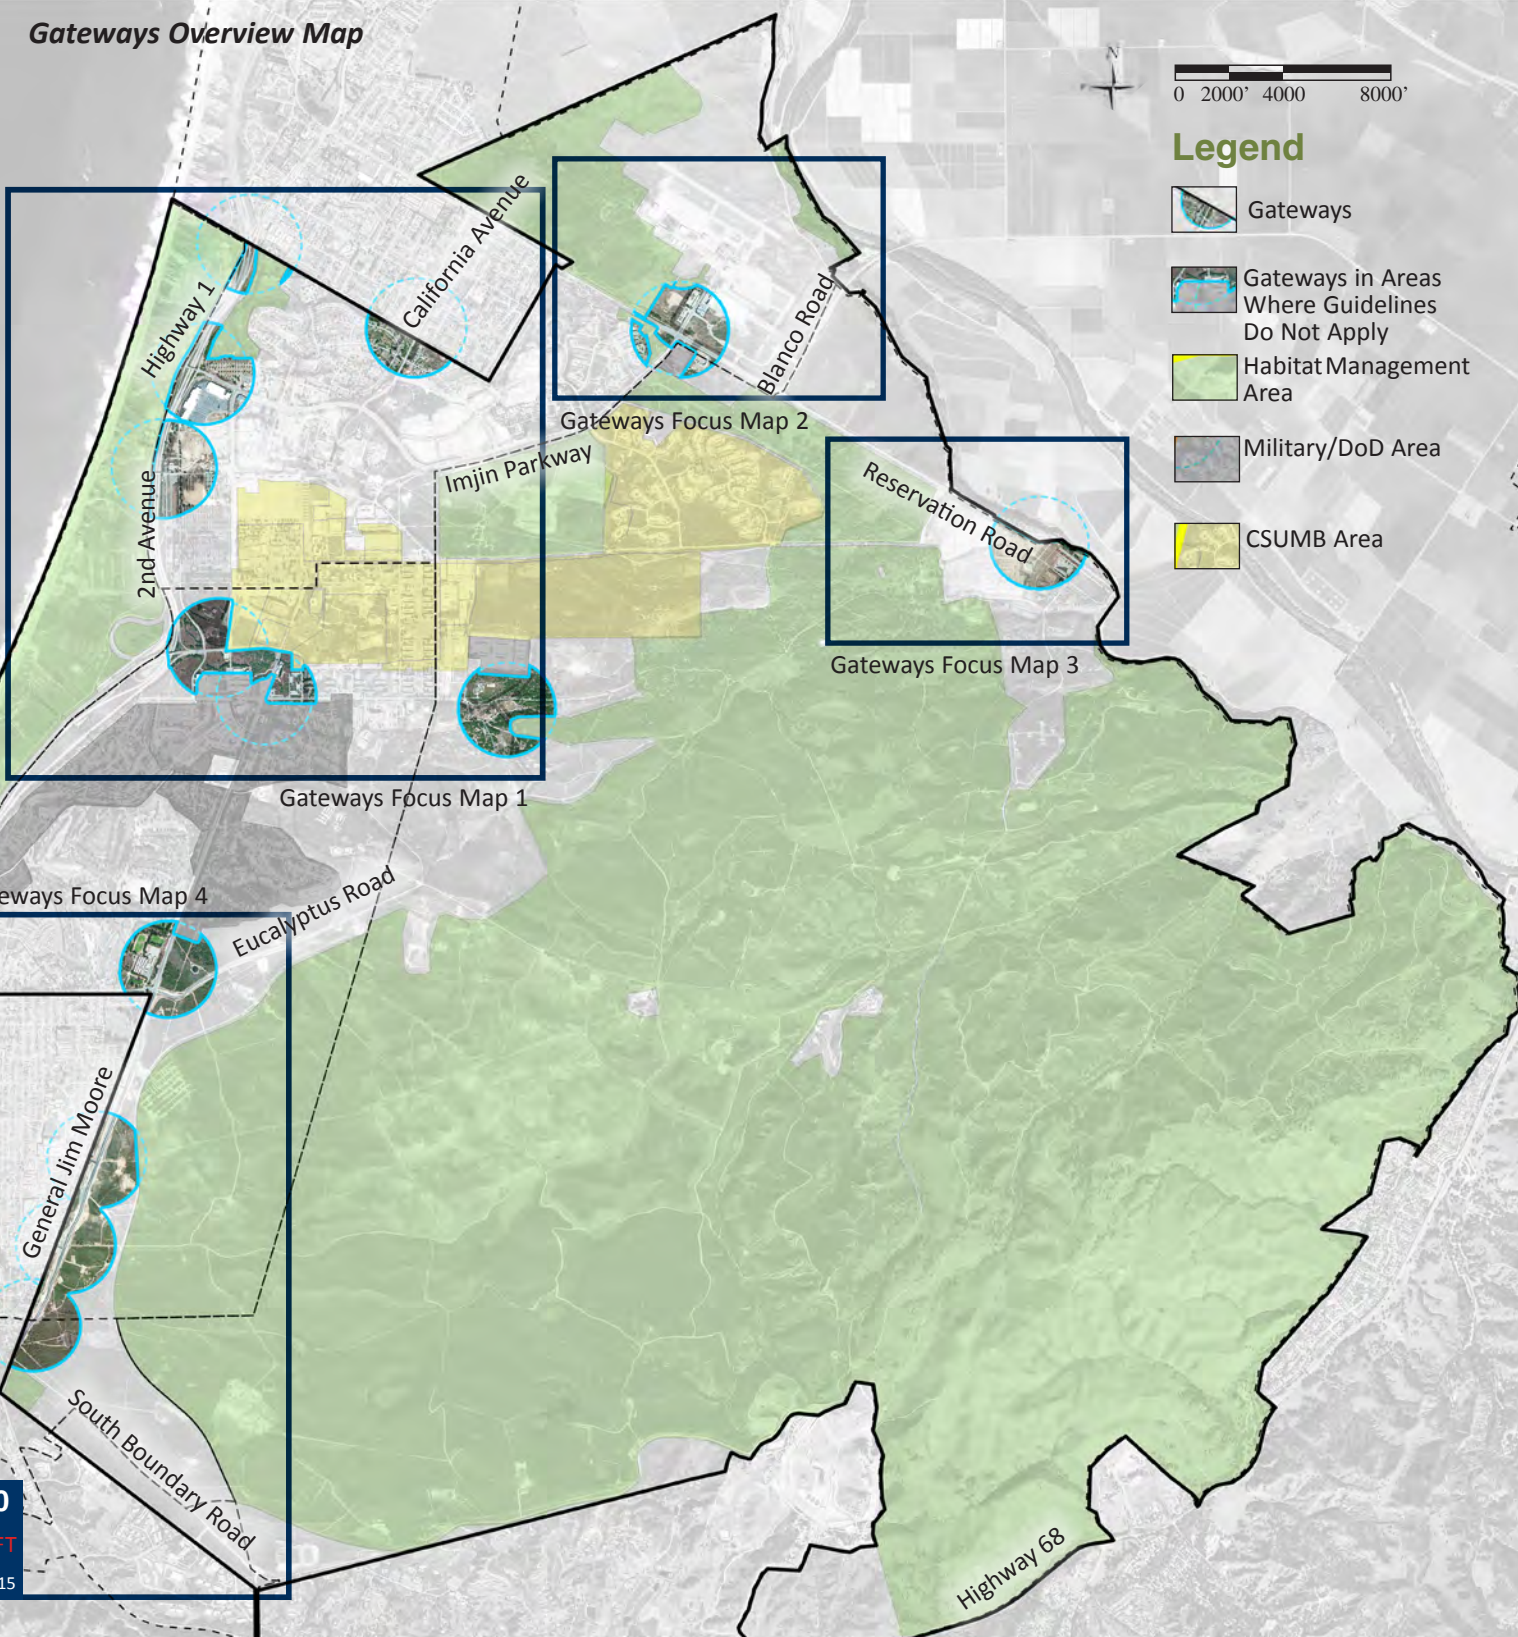 Gateways Overview Map
N
0 2000' 4000 8000'
Legend
Gateways
Gateways in Areas
Where Guidelines
Do Not Apply
Habitat Management
Area
Military/DoD Area
CSUMB Area
California Avenue
Highway 1
Blanco Road
Gateways Focus Map 2
Imjin Parkway
Reservation Road
2nd Avenue
Gateways Focus Map 3
Gateways Focus Map 1
eways Focus Map 4
Eucalyptus Road
General Jim Moore
South Boundary Road
Highway 68
0
FT
15